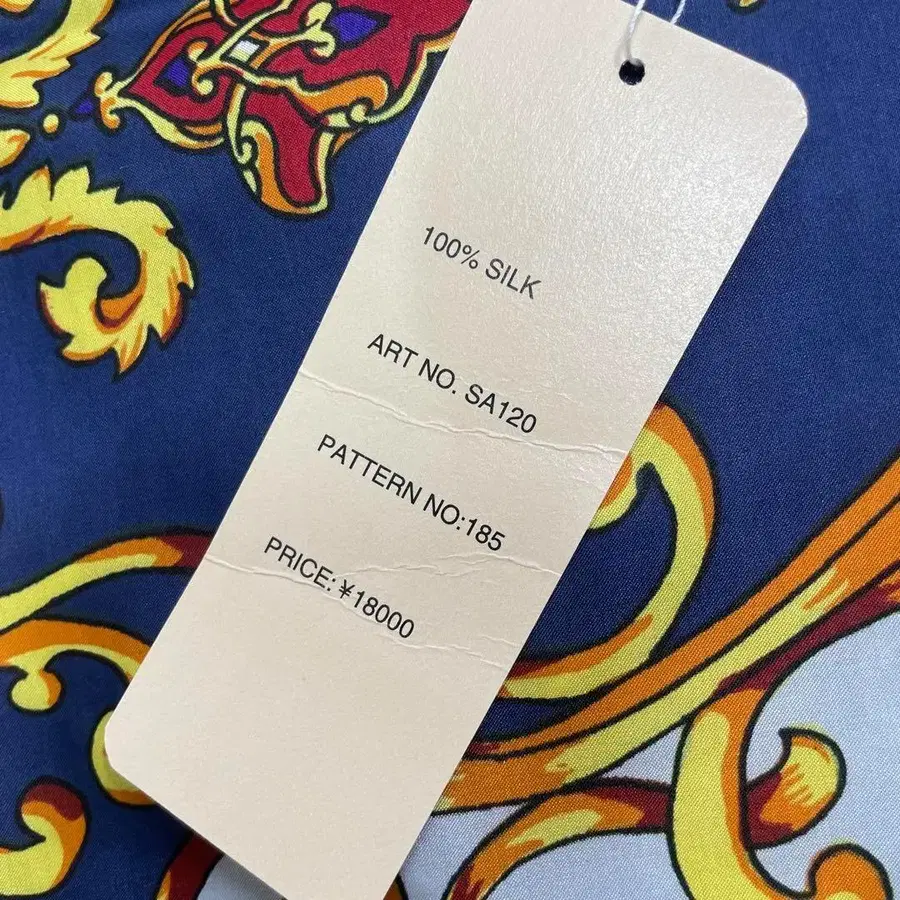 100% SILK
ART NO. SA120
PATTERN NO:185
PRICE: ¥18000